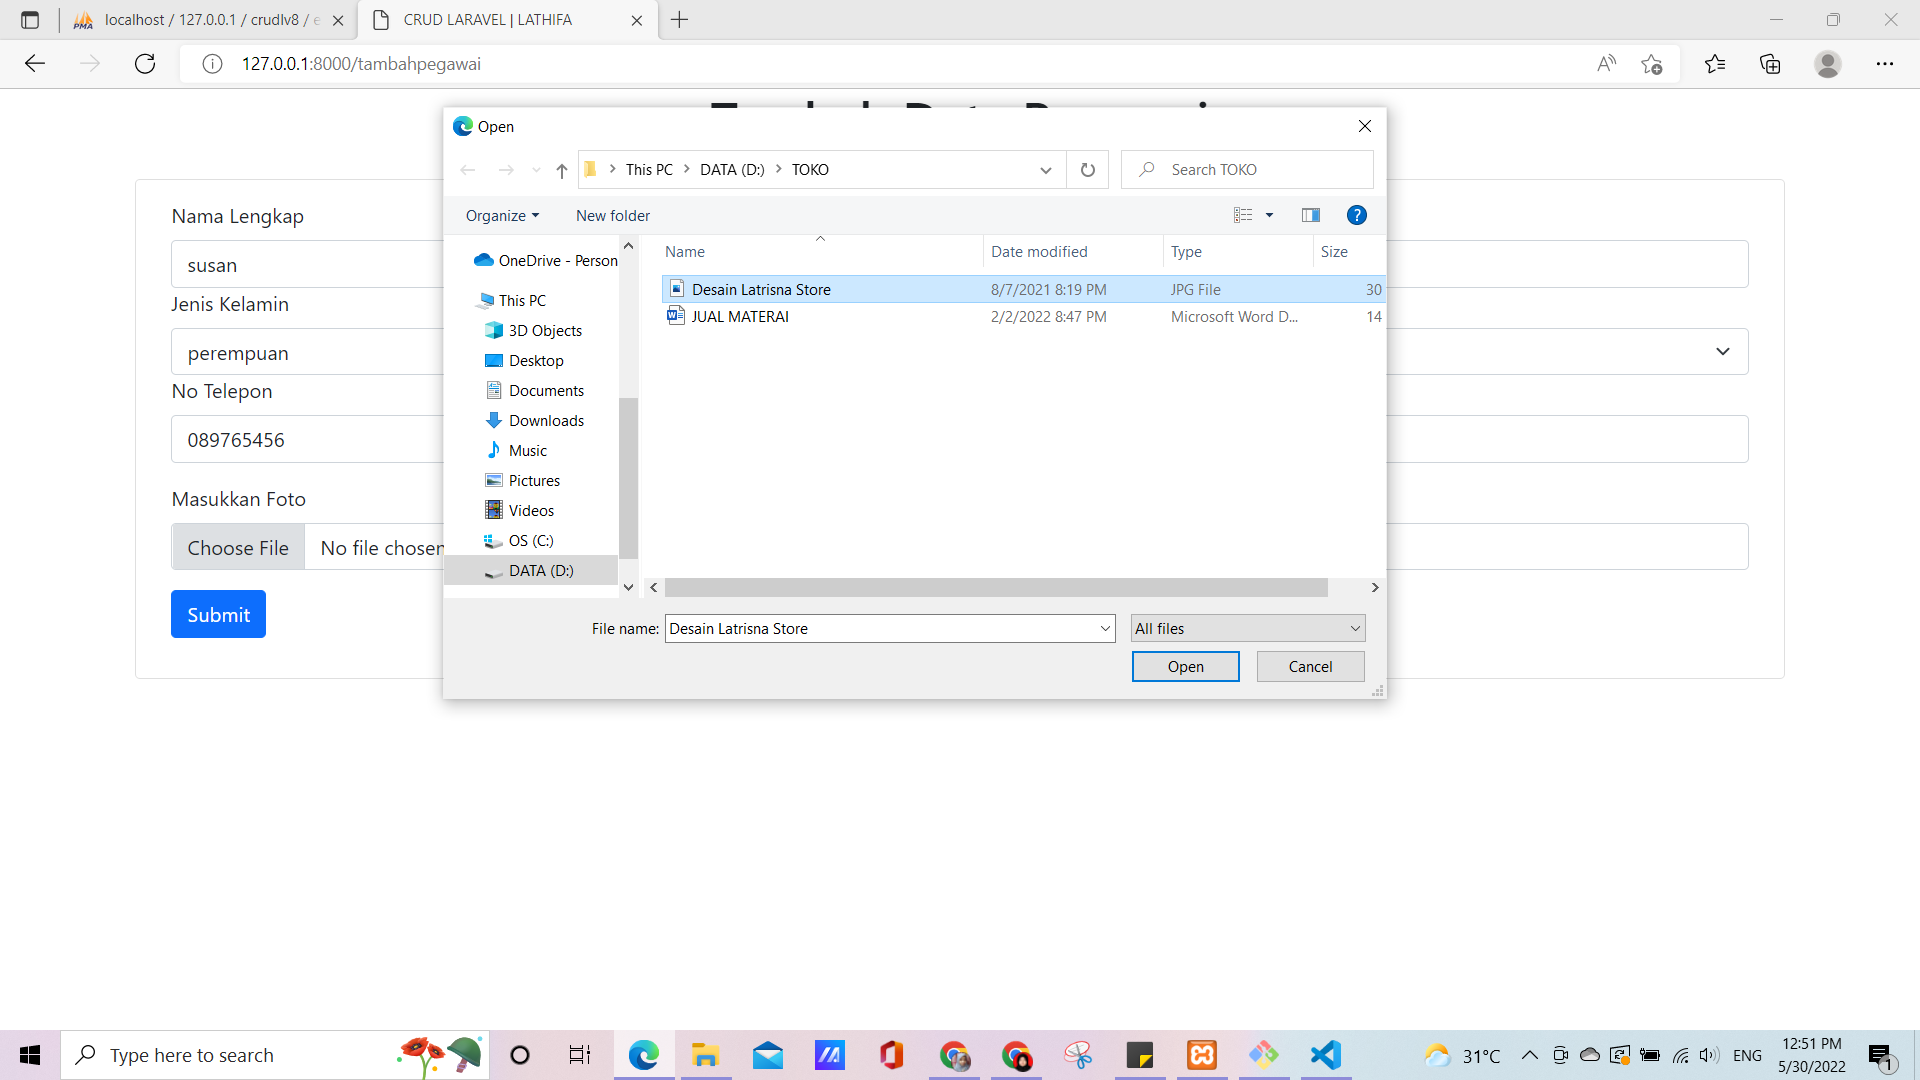 localhost / 127.0.0.1 / crudlv8 / e
CRUD LARAVEL | LATHIFA
127.0.0.1:8000/tambahpegawai
Open
This PC > DATA (D:) > TOKO
Search TOKO
Organize
New folder
Name
Date modified
Type
Size
Desain Latrisna Store
8/7/2021 8:19 PM
JPG File
30
JUAL MATERAI
2/2/2022 8:47 PM
Microsoft Word D...
14
OneDrive - Person
This PC
3D Objects
Desktop
Documents
Downloads
Music
Pictures
Videos
OS (C:)
DATA (D:)
File name:
Desain Latrisna Store
All files
Open
Cancel
Nama Lengkap
susan
Jenis Kelamin
perempuan
No Telepon
089765456
Masukkan Foto
Choose File
No file chosen
Submit
Type here to search
31°C
ENG
12:51 PM
5/30/2022
1